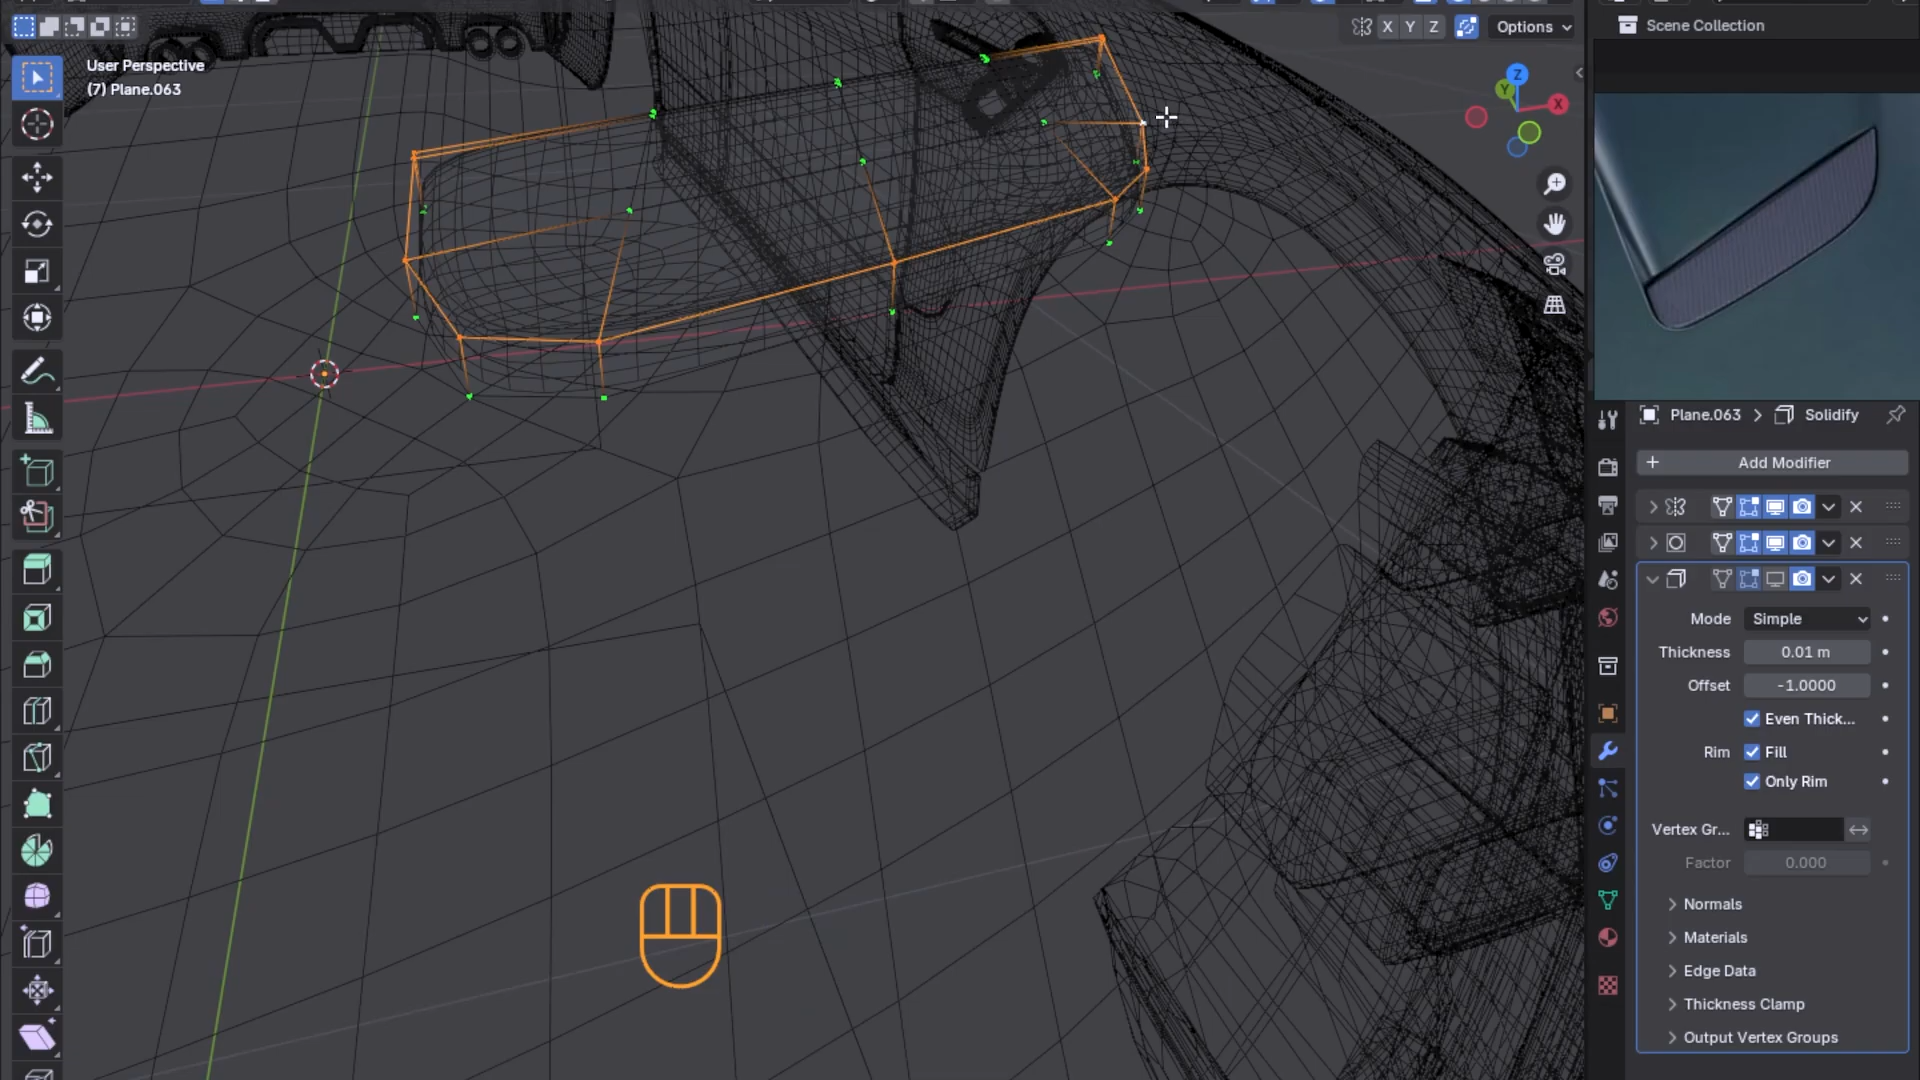 Options
Scene Collection
User Perspective
(7) Plane.063
X Y Z
Z
Y
X
Plane.063 > Solidify
+ Add Modifier
Mode Simple
Thickness 0.01 m
Offset -1.0000
Even Thick...
Rim Fill
Only Rim
Vertex Gr...
Factor 0.000
Normals
Materials
Edge Data
Thickness Clamp
Output Vertex Groups